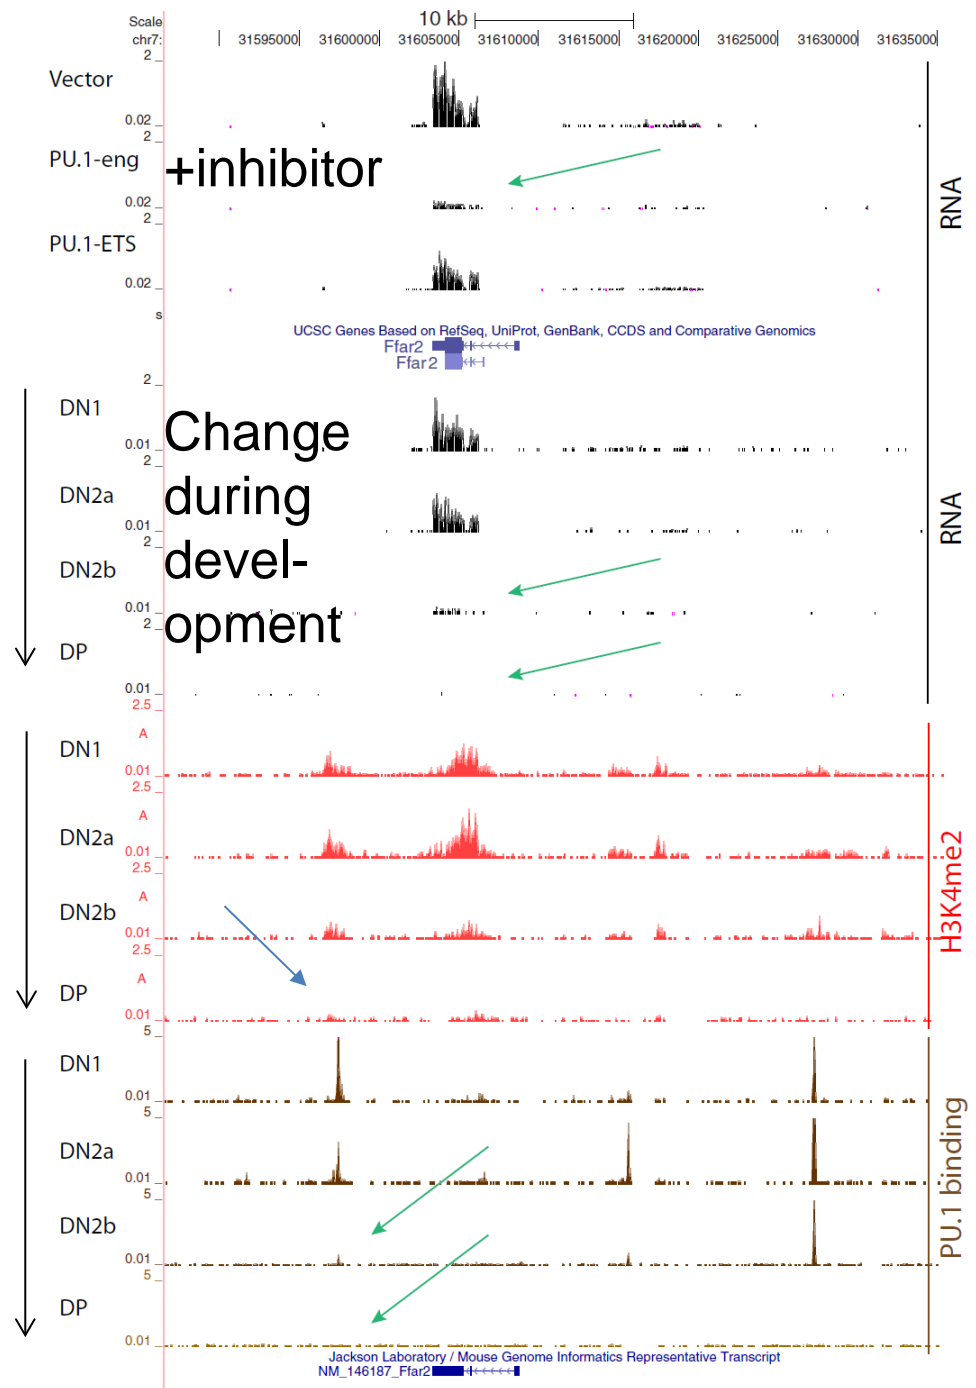 Scale 10 kb
chr7: 31595000 31600000 31605000 31610000 31615000 31620000 31625000 31630000 31635000
2
Vector
0.02
2
PU.1-eng
+inhibitor
0.02
2
PU.1-ETS
0.02
RNA
s
UCSC Genes Based on RefSeq, UniProt, GenBank, CCDS and Comparative Genomics
Ffar2
Ffar2
2
DN1
0.01
2
DN2a
0.01
2
DN2b
0.01
2
DP
0.01
Change
during
devel-
opment
RNA
2.5
A
DN1
0.01
2.5
A
DN2a
0.01
2.5
A
DN2b
0.01
2.5
A
DP
0.01
H3K4me2
5
DN1
0.01
5
DN2a
0.01
5
DN2b
0.01
5
DP
0.01
PU.1 binding
Jackson Laboratory / Mouse Genome Informatics Representative Transcript
NM_146187_Ffar2